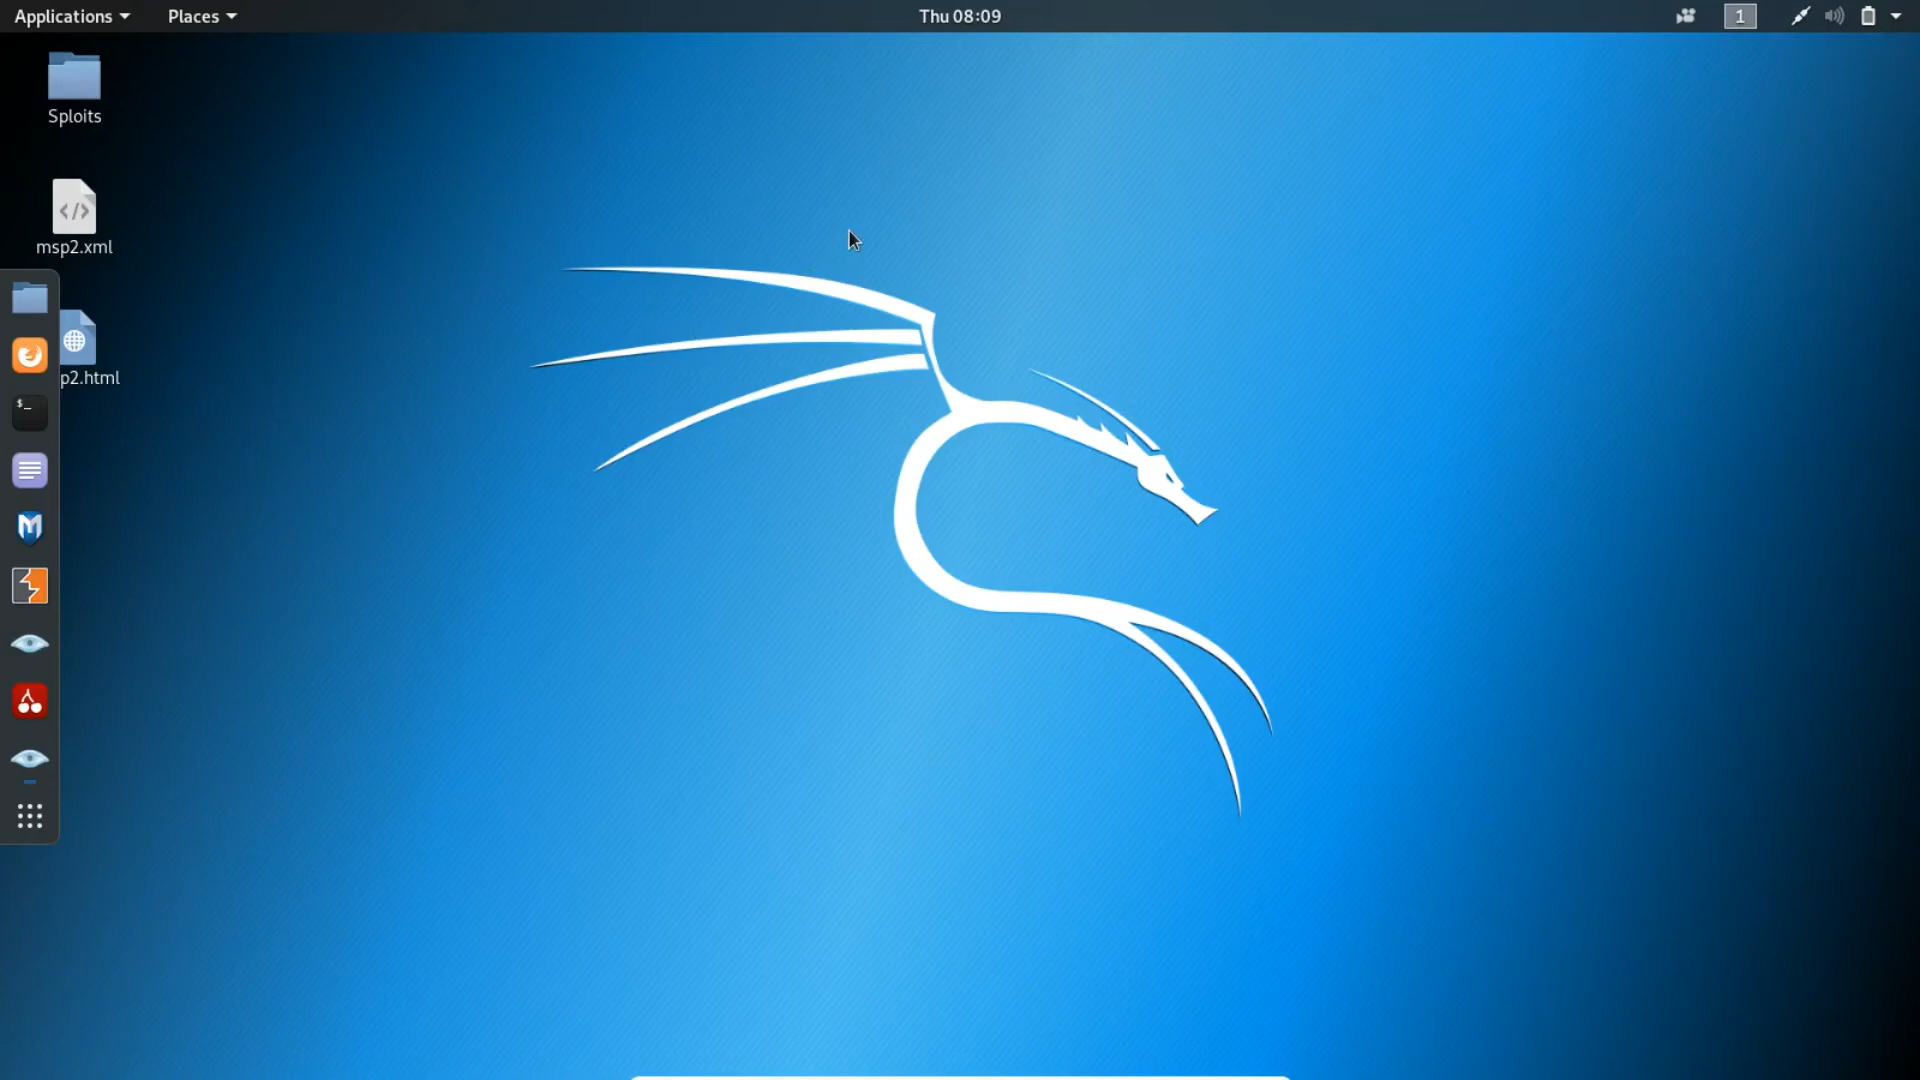 Applications Places Thu 08:09 1
Sploits
msp2.xml
p2.html
$_